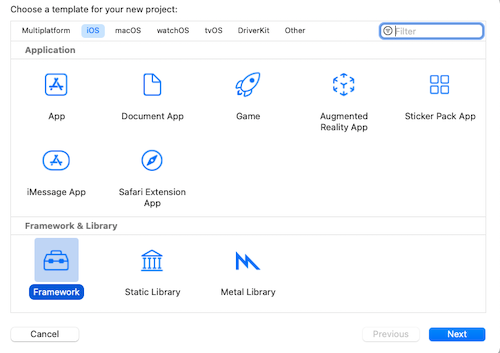 Choose a template for your new project:
Multiplatform iOS macOS watchOS tvOS DriverKit Other Filter
Application
App Document App Game Augmented Reality App Sticker Pack App
iMessage App Safari Extension App
Framework & Library
Framework Static Library Metal Library
Cancel Previous Next